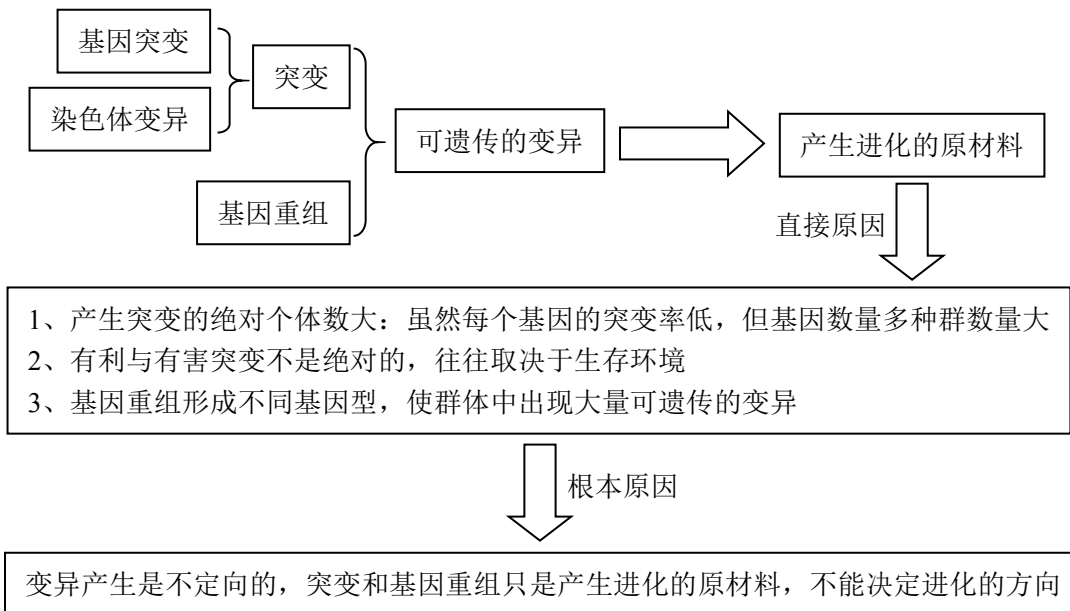 基因突变
突变
染色体变异
可遗传的变异
产生进化的原材料
基因重组
直接原因
1、产生突变的绝对个体数大：虽然每个基因的突变率低，但基因数量多种群数量大
2、有利与有害突变不是绝对的，往往取决于生存环境
3、基因重组形成不同基因型，使群体中出现大量可遗传的变异
根本原因
变异产生是不定向的，突变和基因重组只是产生进化的原材料，不能决定进化的方向